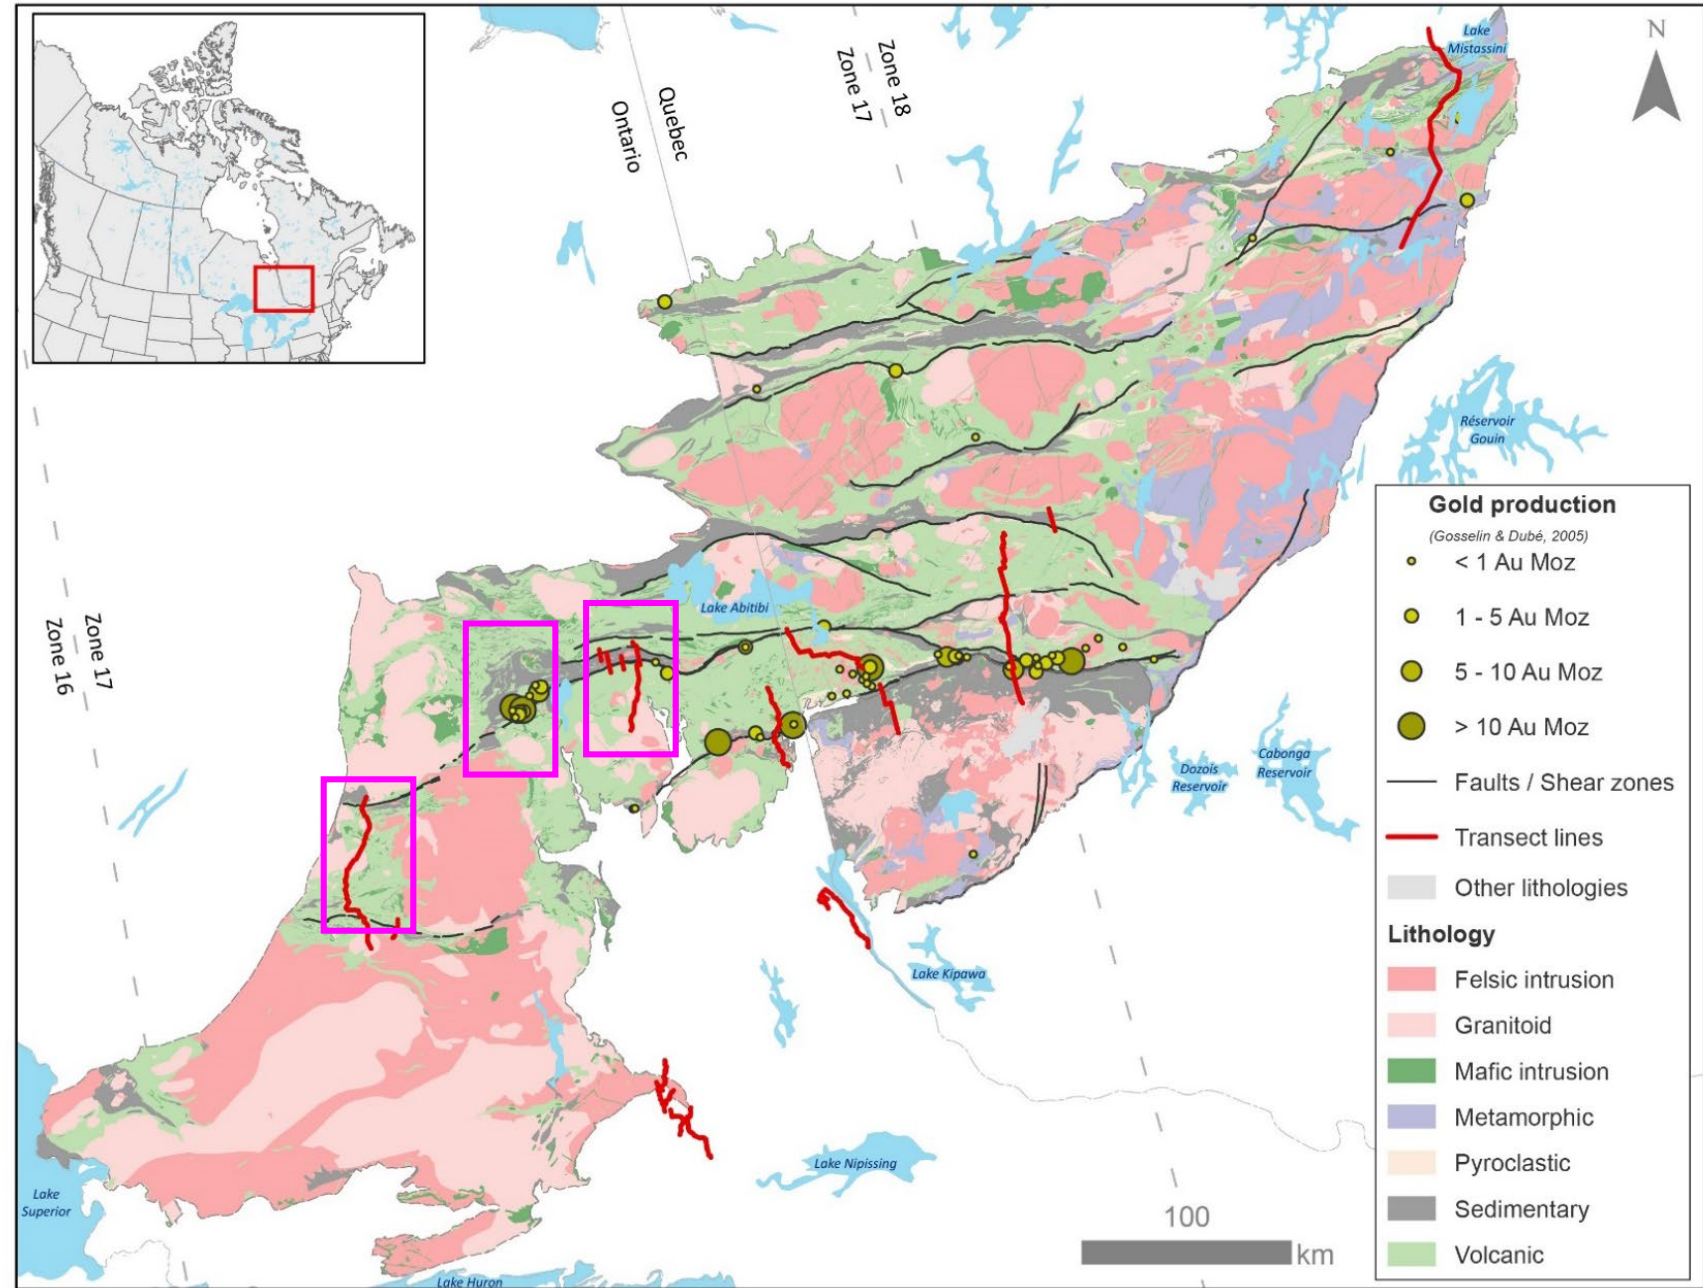 N
Lake
Mistassini
Zone 17
Zone 18
Ontario
Quebec
Réservoir
Gouin
Lake Abitibi
Zone 16
Zone 17
Dozois
Reservoir
Cabonga
Reservoir
Lake Kipawa
Lake Nipissing
Lake
Superior
Lake Huron
100
km
Gold production
(Gosselin & Dubé, 2005)
< 1 Au Moz
1 - 5 Au Moz
5 - 10 Au Moz
> 10 Au Moz
Faults / Shear zones
Transect lines
Other lithologies
Lithology
Felsic intrusion
Granitoid
Mafic intrusion
Metamorphic
Pyroclastic
Sedimentary
Volcanic